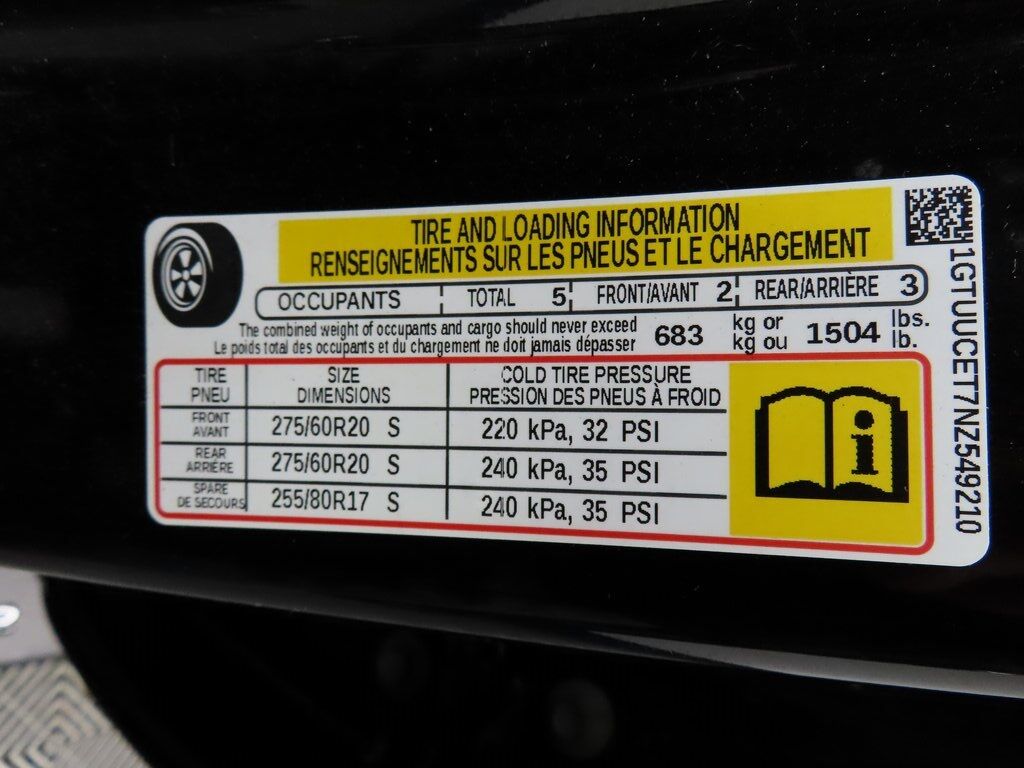 TIRE AND LOADING INFORMATION
RENSEIGNEMENTS SUR LES PNEUS ET LE CHARGEMENT
OCCUPANTS TOTAL 5 FRONT/AVANT 2 REAR/ARRIÈRE 3
The combined weight of occupants and cargo should never exceed
Le poids total des occupants et du chargement ne doit jamais dépasser
683 kg or 1504 lbs.
kg ou lb.
TIRE SIZE COLD TIRE PRESSURE
PNEU DIMENSIONS PRESSION DES PNEUS À FROID
FRONT
AVANT 275/60R20 S 220 kPa, 32 PSI
REAR
ARRIÈRE 275/60R20 S 240 kPa, 35 PSI
SPARE
DE SECOURS 255/80R17 S 240 kPa, 35 PSI
i
1GTUUCET7NZ549210